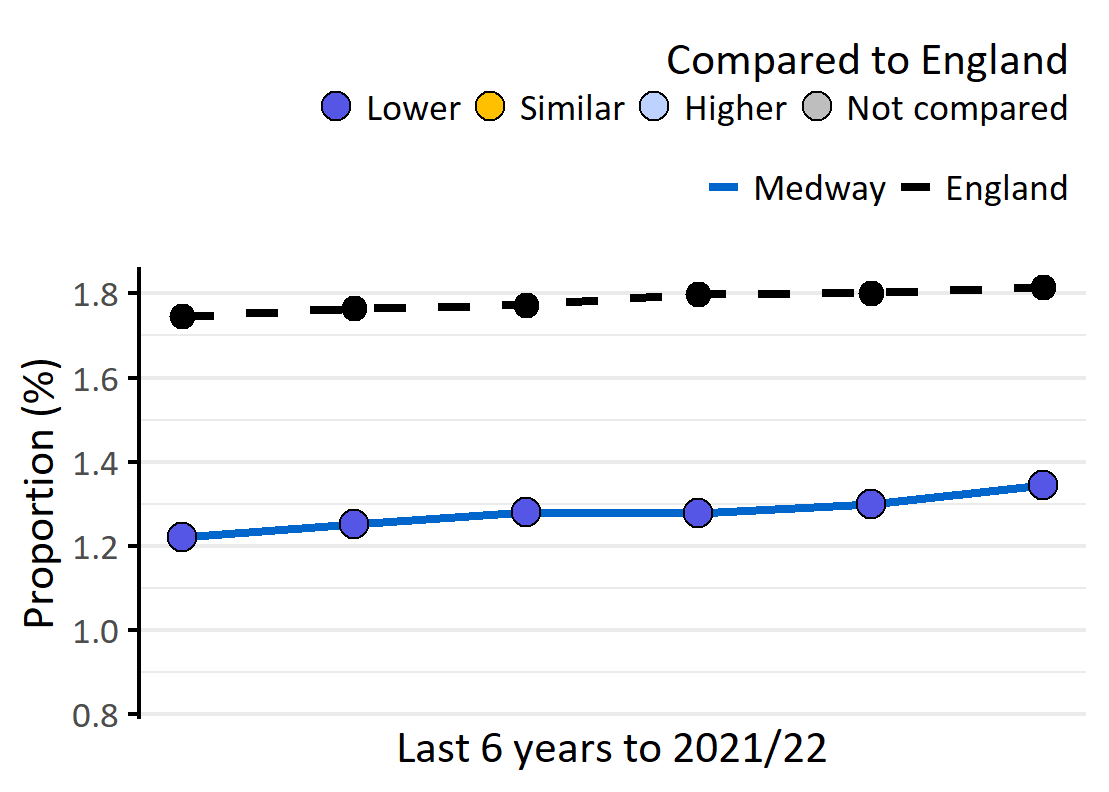 Compared to England
Lower Similar Higher Not compared
Medway England
Proportion (%)
1.8
1.6
1.4
1.2
1.0
0.8
Last 6 years to 2021/22